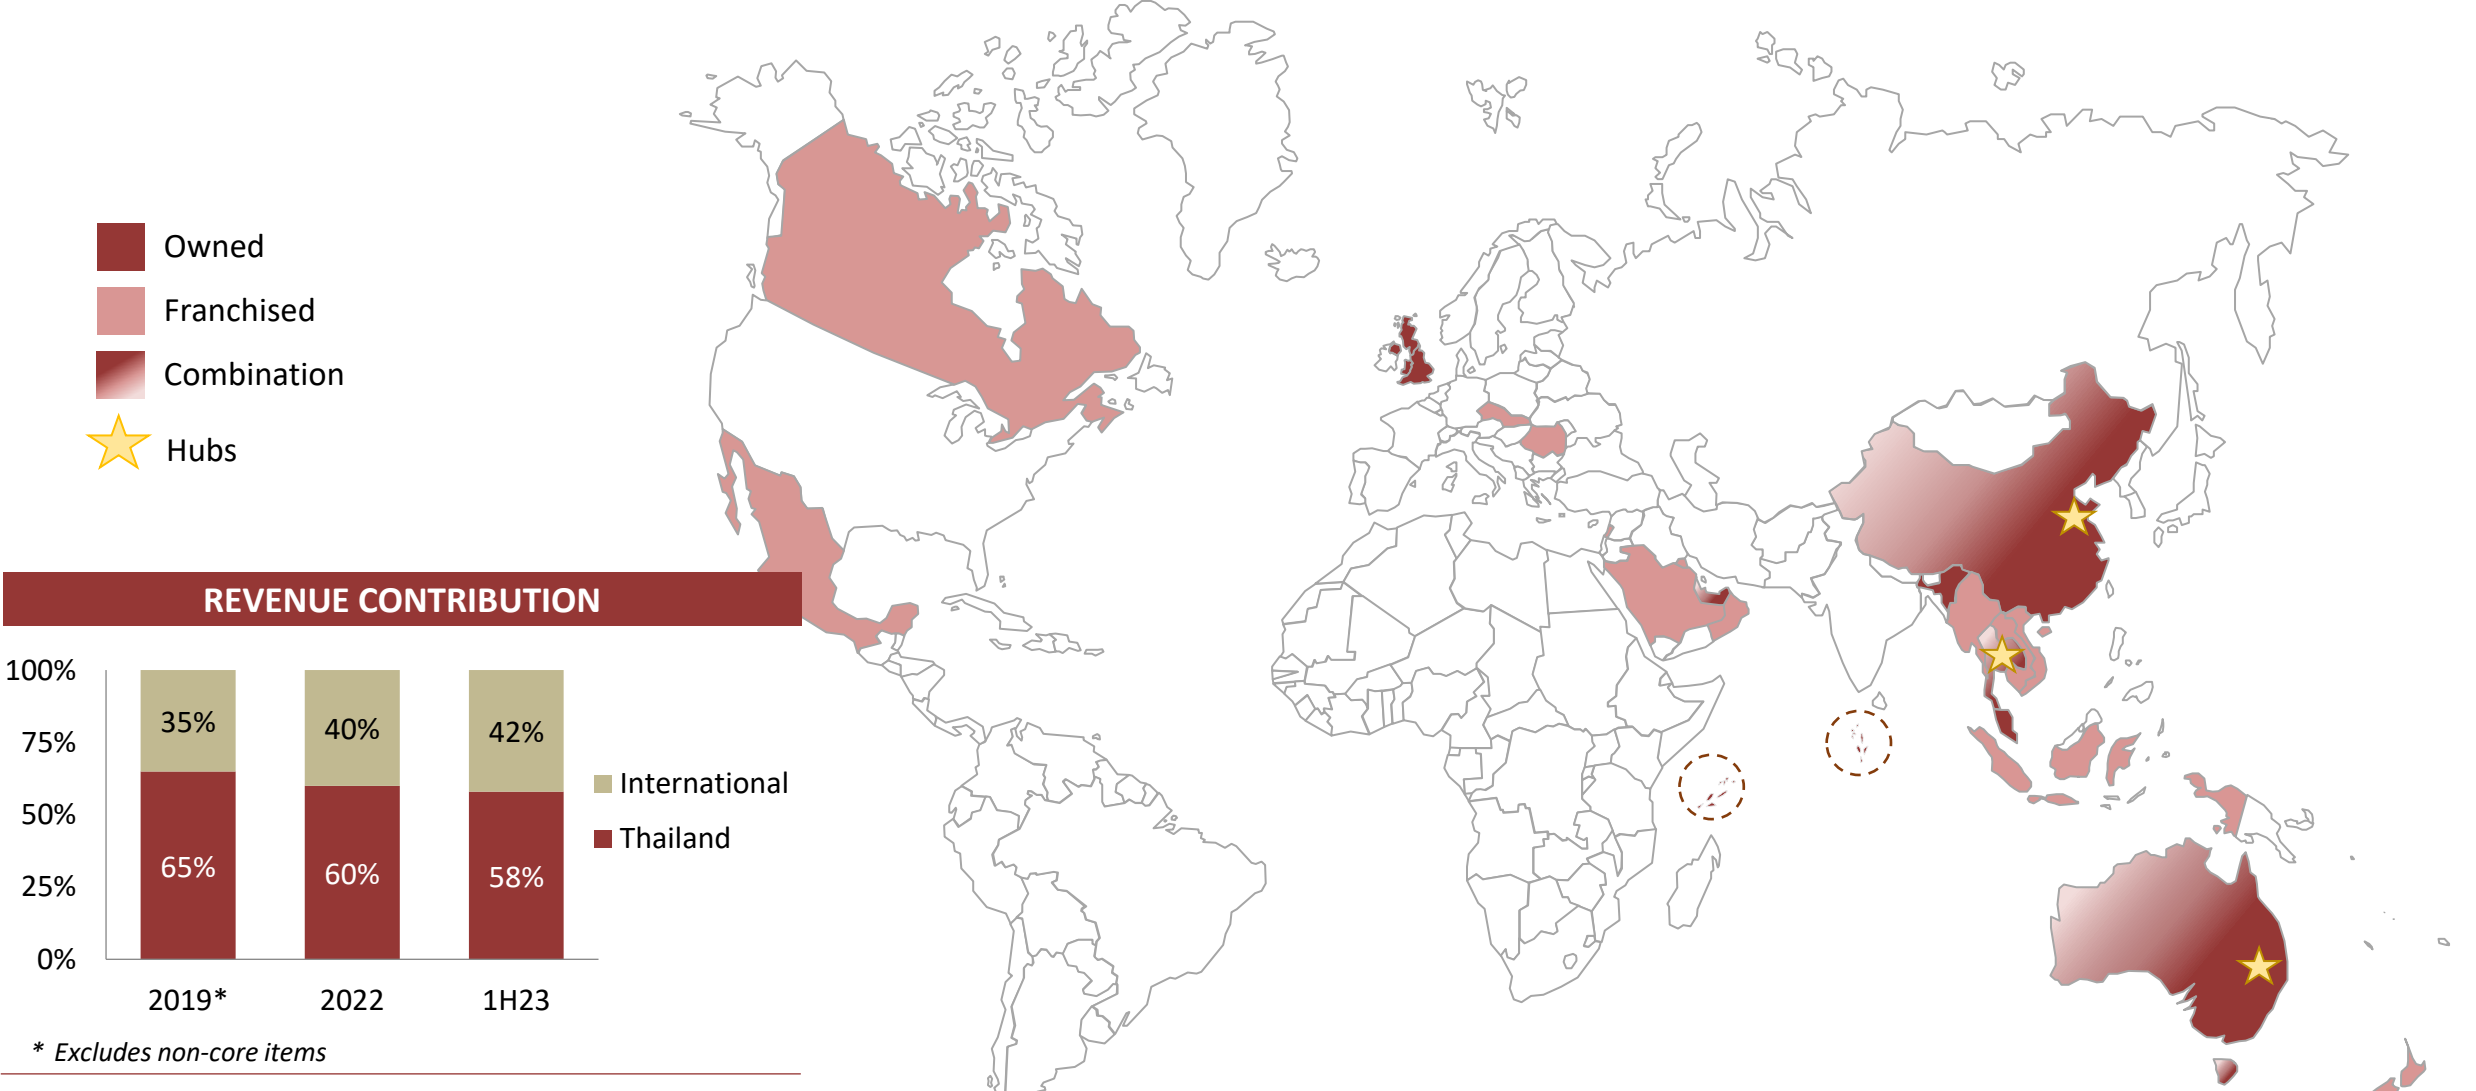 Owned
Franchised
Combination
Hubs
REVENUE CONTRIBUTION
100%
75%
50%
25%
0%
35%
40%
42%
65%
60%
58%
International
Thailand
2019*
2022
1H23
* Excludes non-core items